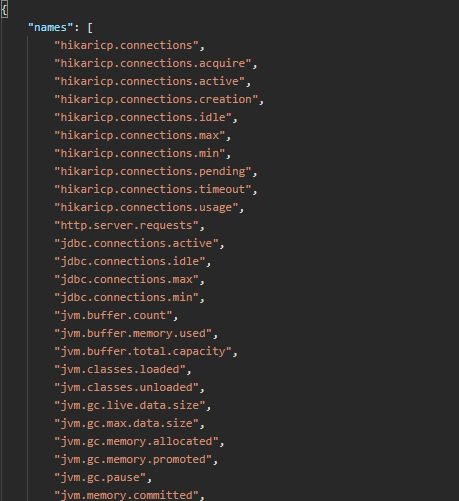 {
"names": [
"hikaricp.connections",
"hikaricp.connections.acquire",
"hikaricp.connections.active",
"hikaricp.connections.creation",
"hikaricp.connections.idle",
"hikaricp.connections.max",
"hikaricp.connections.min",
"hikaricp.connections.pending",
"hikaricp.connections.timeout",
"hikaricp.connections.usage",
"http.server.requests",
"jdbc.connections.active",
"jdbc.connections.idle",
"jdbc.connections.max",
"jdbc.connections.min",
"jvm.buffer.count",
"jvm.buffer.memory.used",
"jvm.buffer.total.capacity",
"jvm.classes.loaded",
"jvm.classes.unloaded",
"jvm.gc.live.data.size",
"jvm.gc.max.data.size",
"jvm.gc.memory.allocated",
"jvm.gc.memory.promoted",
"jvm.gc.pause",
"jvm.memory.committed",